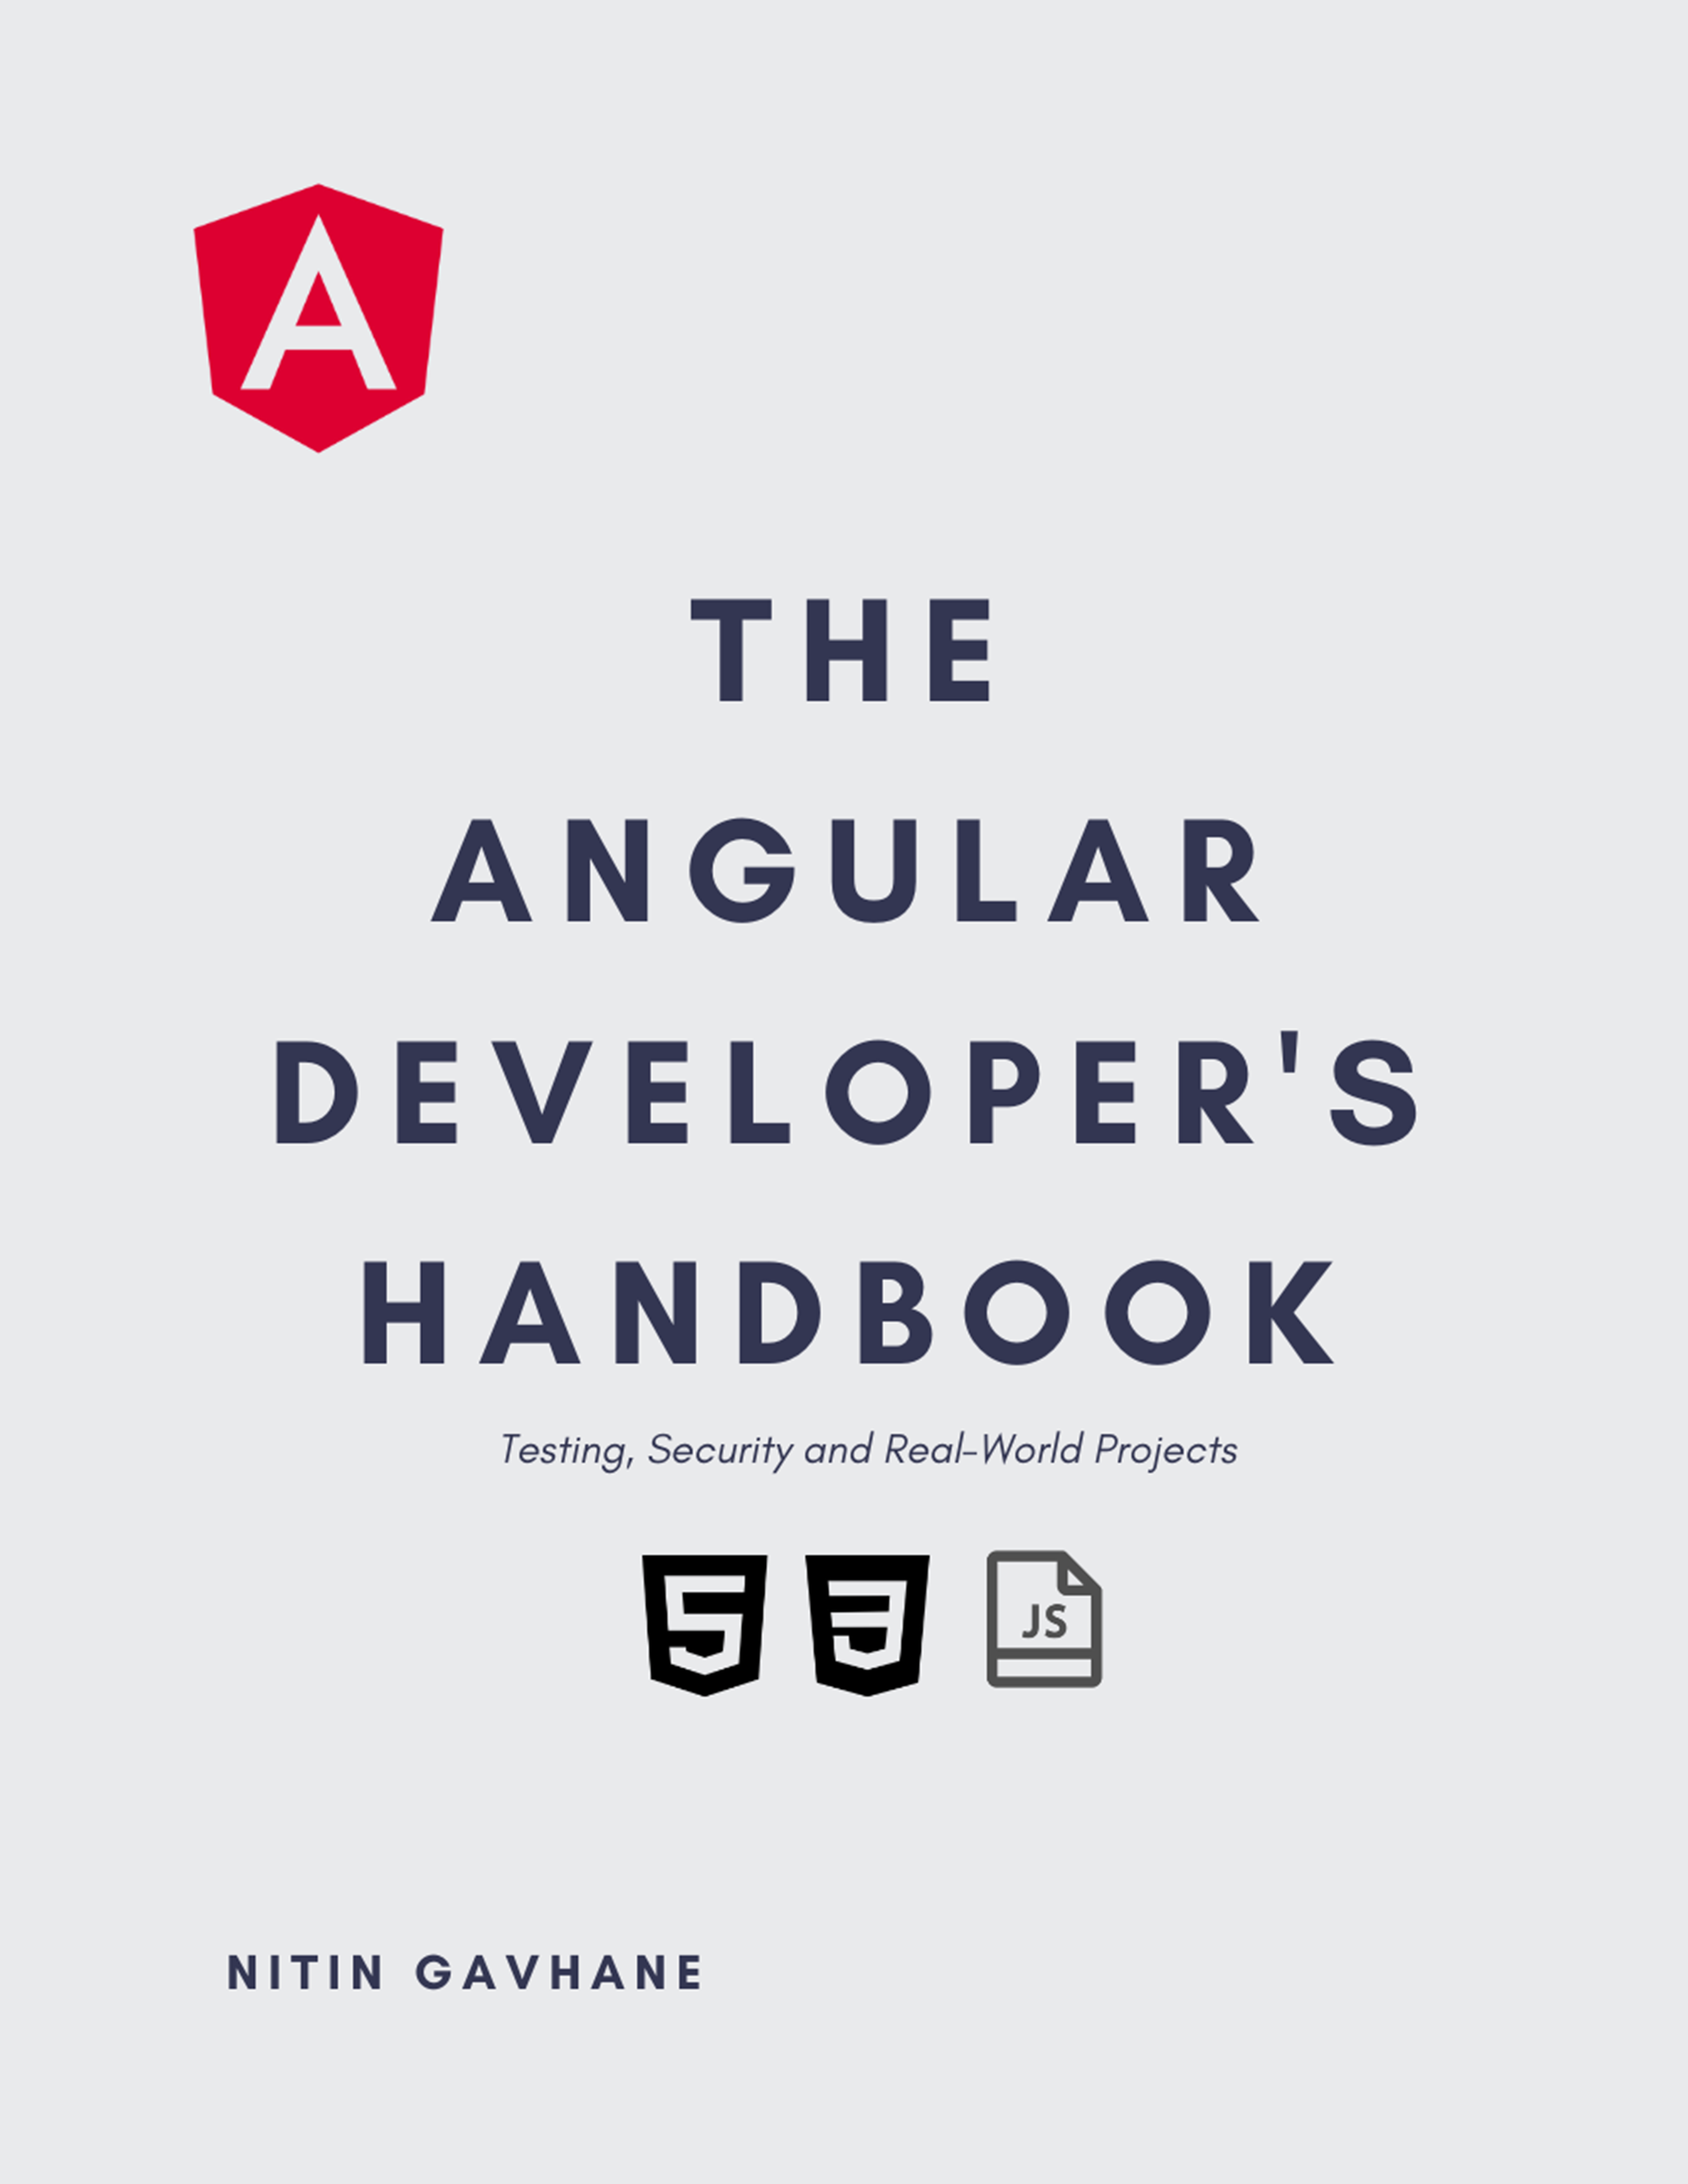 A
THE
ANGULAR
DEVELOPER'S
HANDBOOK
Testing, Security and Real-World Projects
5 3 JS
NITIN GAVHANE